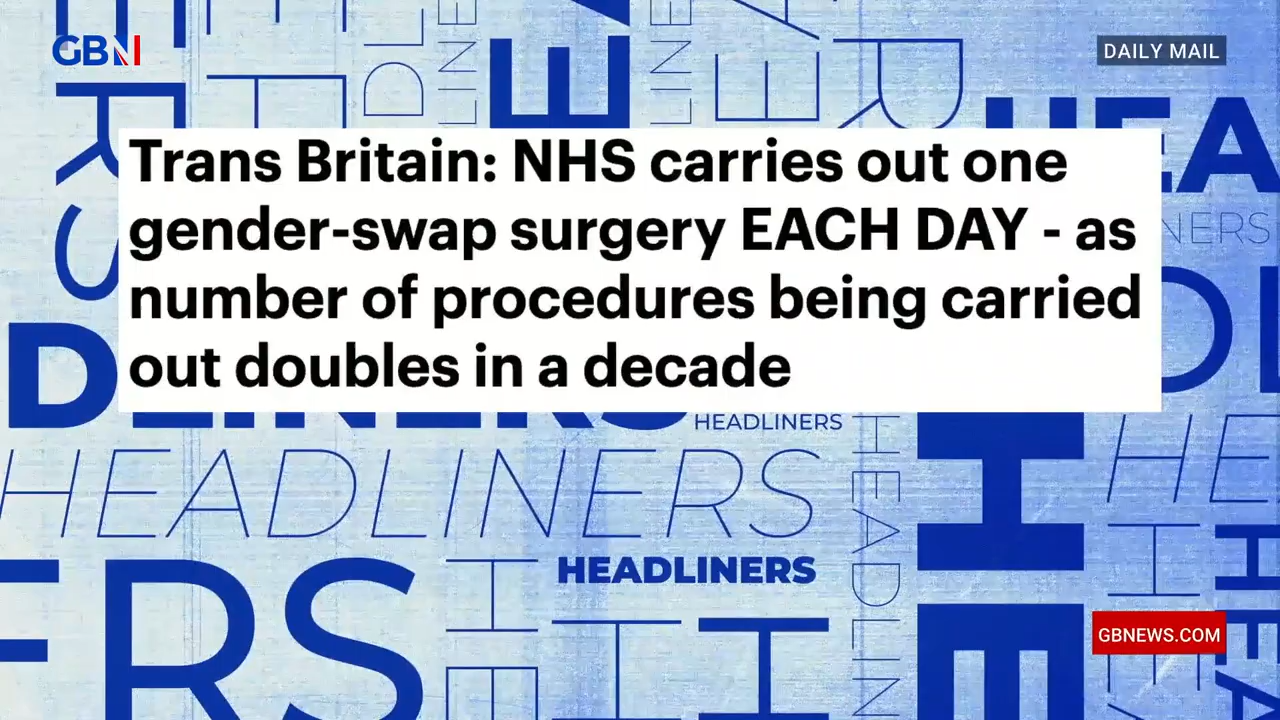 GBN
DAILY MAIL
Trans Britain: NHS carries out one
gender-swap surgery EACH DAY - as
number of procedures being carried
out doubles in a decade
HEADLINERS
HEADLINERS
HEADLINERS
GBNEWS.COM